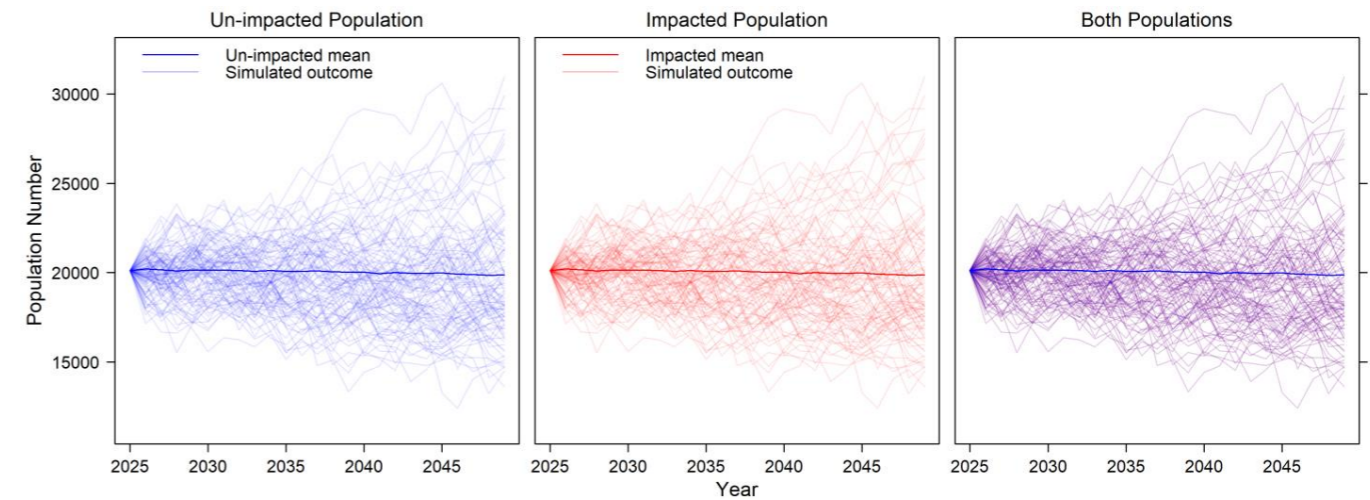 Un-impacted Population
Impacted Population
Both Populations
Un-impacted mean
Simulated outcome
Impacted mean
Simulated outcome
Population Number
30000
25000
20000
15000
2025 2030 2035 2040 2045
2025 2030 2035 2040 2045
2025 2030 2035 2040 2045
Year